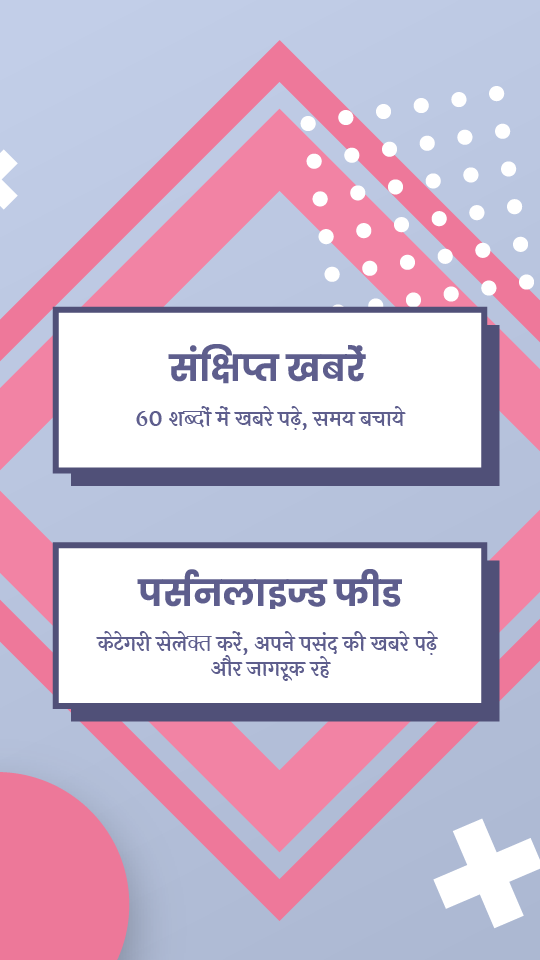 संक्षिप्त खबरें
60 शब्दों में खबरे पढ़े, समय बचाये
पर्सनलाइज्ड फीड
केटेगरी सेलेक्त करें, अपने पसंद की खबरे पढ़े
और जागरूक रहे